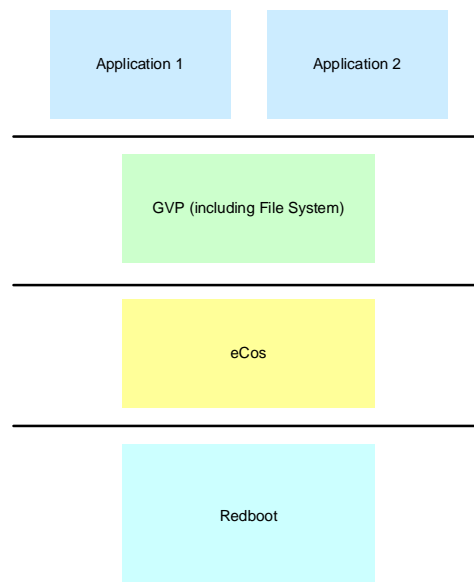 Application 1
Application 2
GVP (including File System)
eCos
Redboot